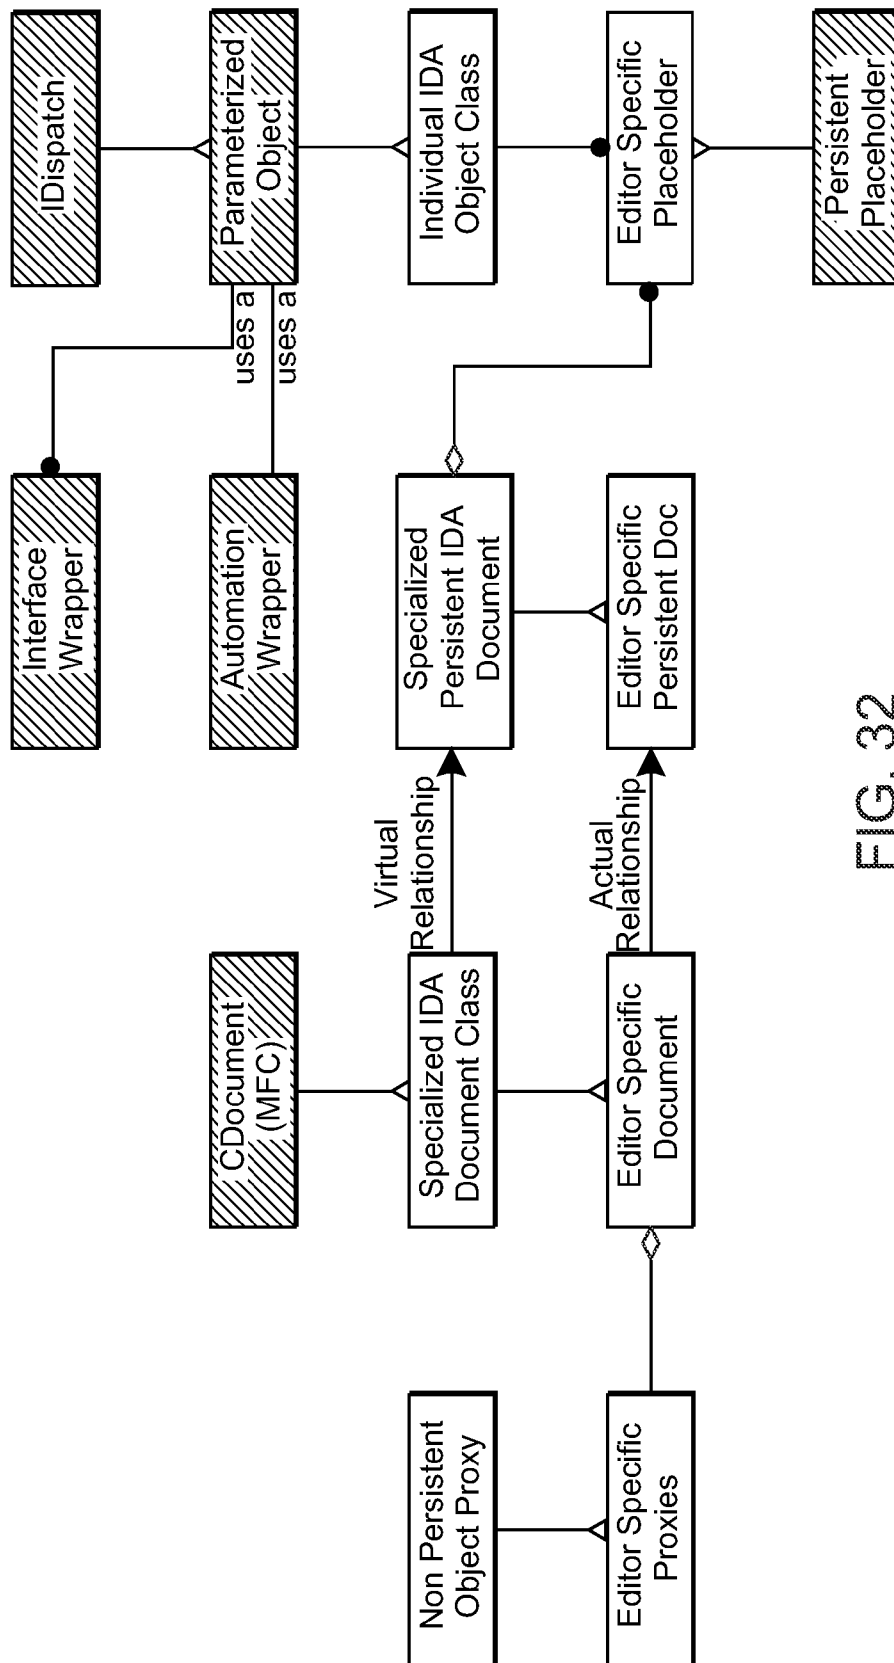 IDispatch
Parameterized
Object
Individual IDA
Object Class
Editor Specific
Placeholder
Persistent
Placeholder
uses a
uses a
Interface
Wrapper
Automation
Wrapper
Specialized
Persistent IDA
Document
Editor Specific
Persistent Doc
Virtual
Relationship
Actual
Relationship
CDocument
(MFC)
Specialized IDA
Document Class
Editor Specific
Document
Non Persistent
Object Proxy
Editor Specific
Proxies
FIG. 32